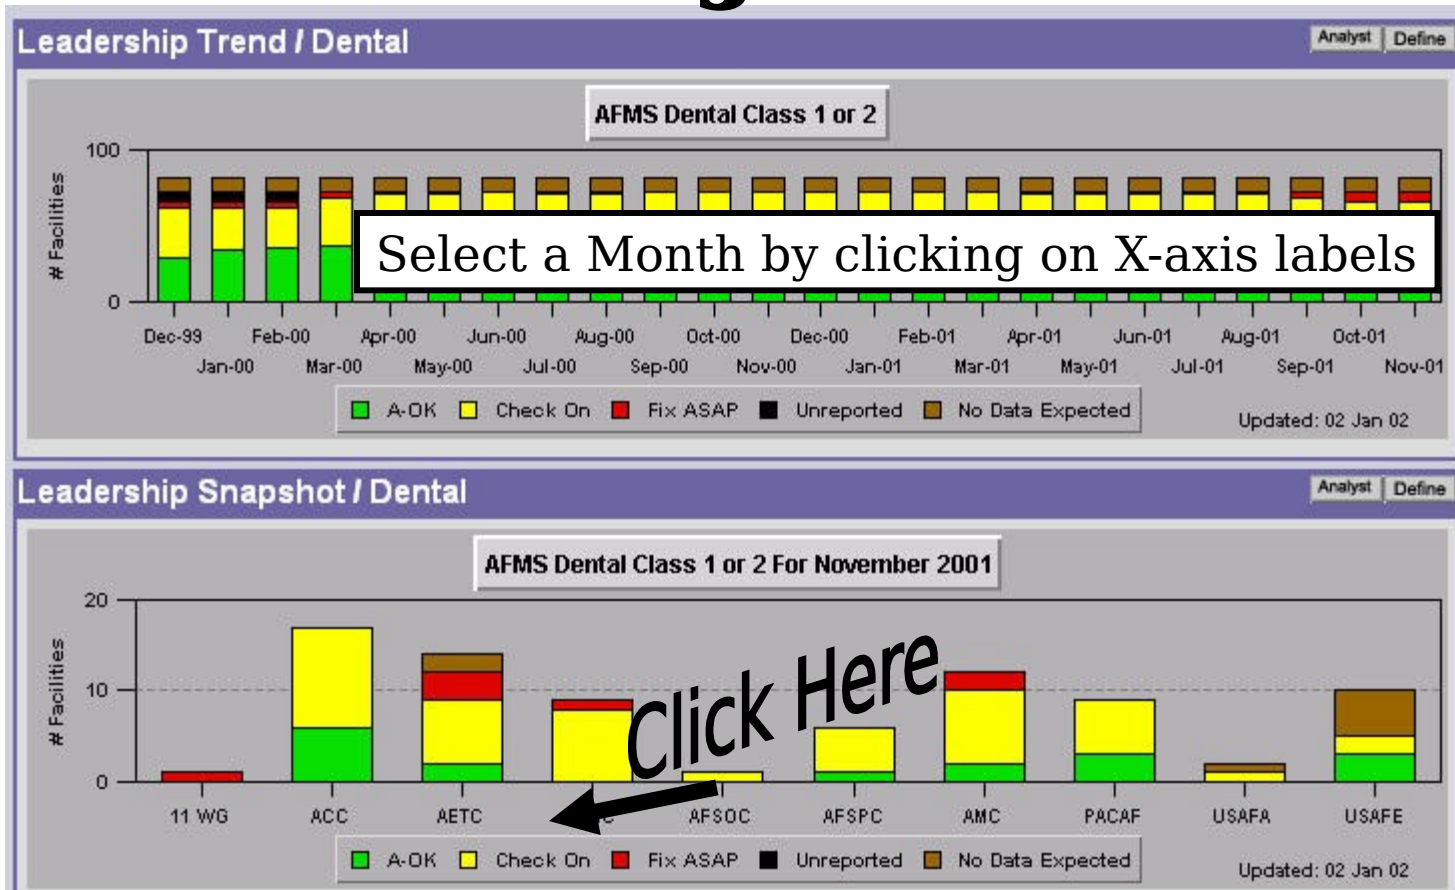 Leadership Trend / Dental
Analyst Define
AFMS Dental Class 1 or 2
100
# Facilities
Select a Month by clicking on X-axis labels
0
Dec-99 Feb-00 Apr-00 Jun-00 Aug-00 Oct-00 Dec-00 Feb-01 Apr-01 Jun-01 Aug-01 Oct-01
Jan-00 Mar-00 May-00 Jul-00 Sep-00 Nov-00 Jan-01 Mar-01 May-01 Jul-01 Sep-01 Nov-01
A-OK Check On Fix ASAP Unreported No Data Expected
Updated: 02 Jan 02
Leadership Snapshot / Dental
Analyst Define
AFMS Dental Class 1 or 2 For November 2001
20
# Facilities
10
Click Here
0
11 WG ACC AETC AFSOC AFSPC AMC PACAF USAFA USAFE
A-OK Check On Fix ASAP Unreported No Data Expected
Updated: 02 Jan 02